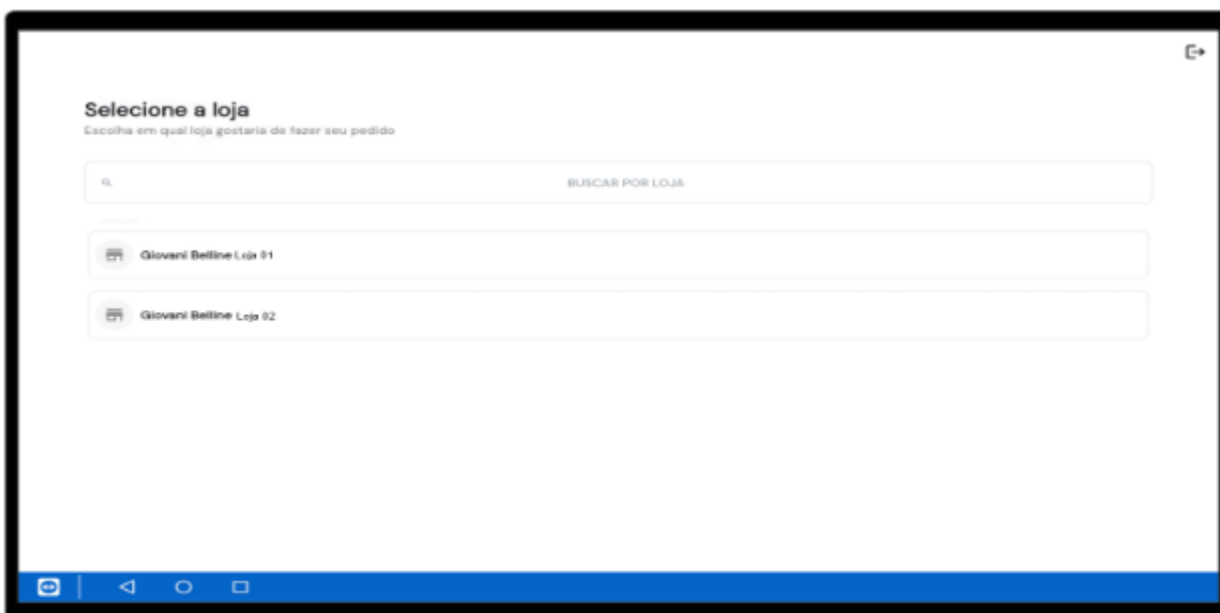 Selecione a loja
Escolha em qual loja gostaria de fazer seu pedido
BUSCAR POR LOJA
Giovani Belline Loja 01
Giovani Belline Loja 02